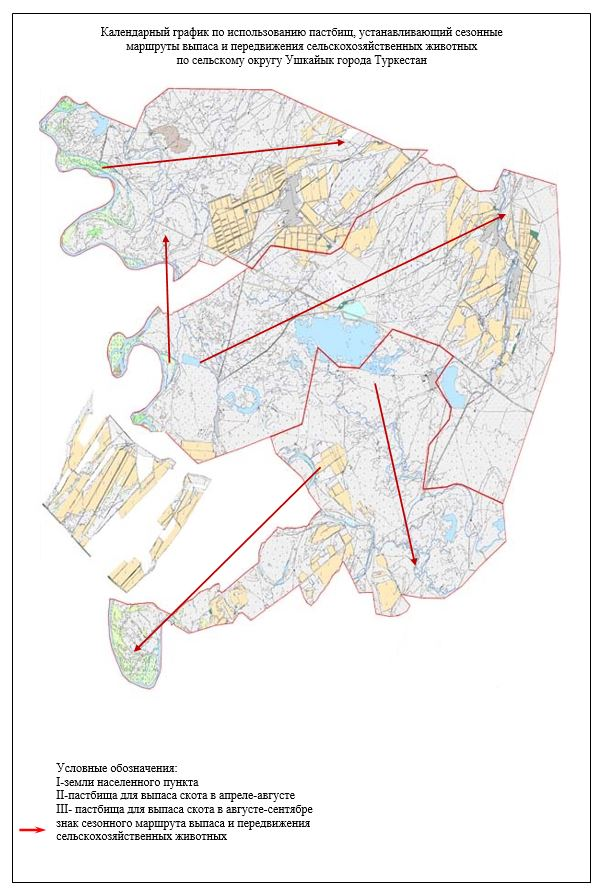 Календарный график по использованию пастбищ, устанавливающий сезонные
маршруты выпаса и передвижения сельскохозяйственных животных
по сельскому округу Ушкайык города Туркестан
Условные обозначения:
I-земли населенного пункта
II-пастбища для выпаса скота в апреле-августе
III- пастбища для выпаса скота в августе-сентябре
знак сезонного маршрута выпаса и передвижения
сельскохозяйственных животных